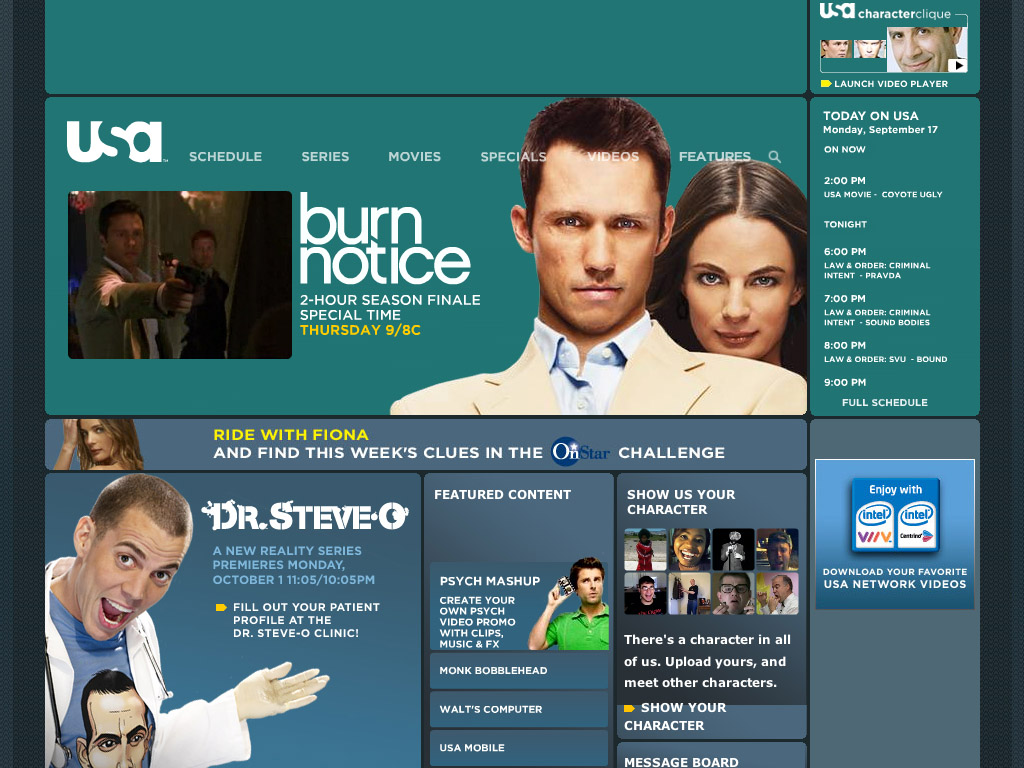 usa characterclique
LAUNCH VIDEO PLAYER
usa
SCHEDULE SERIES MOVIES SPECIALS VIDEOS FEATURES
burn
notice
2-HOUR SEASON FINALE
SPECIAL TIME
THURSDAY 9/8C
TODAY ON USA
Monday, September 17
ON NOW
2:00 PM
USA MOVIE - COYOTE UGLY
TONIGHT
6:00 PM
LAW & ORDER: CRIMINAL
INTENT - PRAVDA
7:00 PM
LAW & ORDER: CRIMINAL
INTENT - SOUND BODIES
8:00 PM
LAW & ORDER: SVU - BOUND
9:00 PM
FULL SCHEDULE
RIDE WITH FIONA
AND FIND THIS WEEK'S CLUES IN THE OnStar CHALLENGE
DR. STEVE-O
A NEW REALITY SERIES
PREMIERES MONDAY,
OCTOBER 1 11:05/10:05PM
FILL OUT YOUR PATIENT
PROFILE AT THE
DR. STEVE-O CLINIC!
FEATURED CONTENT
PSYCH MASHUP
CREATE YOUR
OWN PSYCH
VIDEO PROMO
WITH CLIPS,
MUSIC & FX
MONK BOBBLEHEAD
WALT'S COMPUTER
USA MOBILE
SHOW US YOUR
CHARACTER
There's a character in all
of us. Upload yours, and
meet other characters.
SHOW YOUR
CHARACTER
MESSAGE BOARD
Enjoy with
intel intel
VIIV Centrino
DOWNLOAD YOUR FAVORITE
USA NETWORK VIDEOS